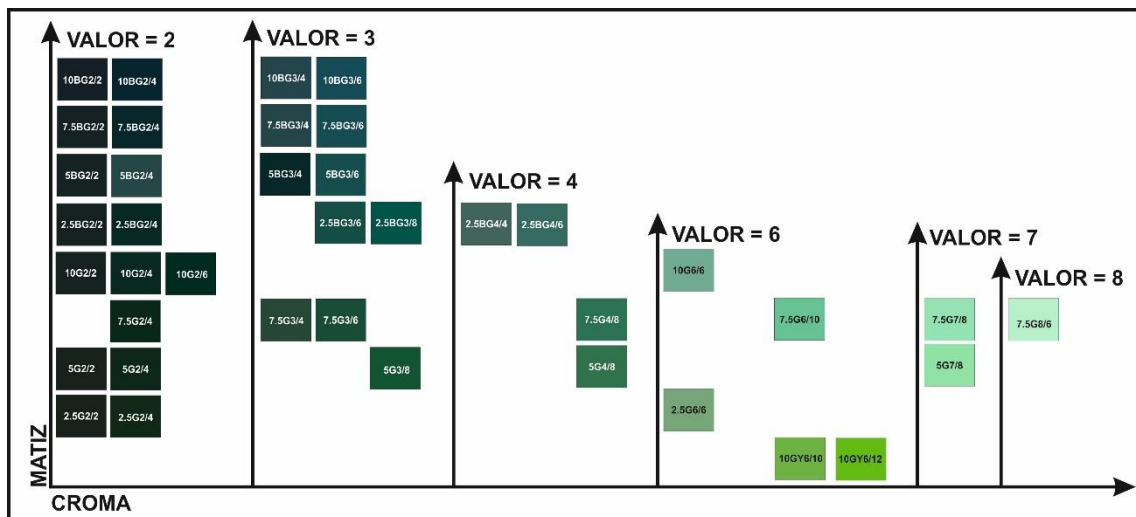 VALOR = 2 VALOR = 3
10BG2/2 10BG2/4 10BG3/4 10BG3/6
7.5BG2/2 7.5BG2/4 7.5BG3/4 7.5BG3/6
5BG2/2 5BG2/4 5BG3/4 5BG3/6 VALOR = 4
2.5BG2/2 2.5BG2/4 2.5BG3/6 2.5BG3/8 2.5BG4/4 2.5BG4/6
VALOR = 6 VALOR = 7
10G2/2 10G2/4 10G2/6 10G6/6 VALOR = 8
7.5G2/4 7.5G3/4 7.5G3/6 7.5G4/8 7.5G6/10 7.5G7/8 7.5G8/6
5G2/2 5G2/4 5G3/8 5G4/8 5G7/8
2.5G2/2 2.5G2/4 2.5G6/6
10GY6/10 10GY6/12
MATIZ
CROMA